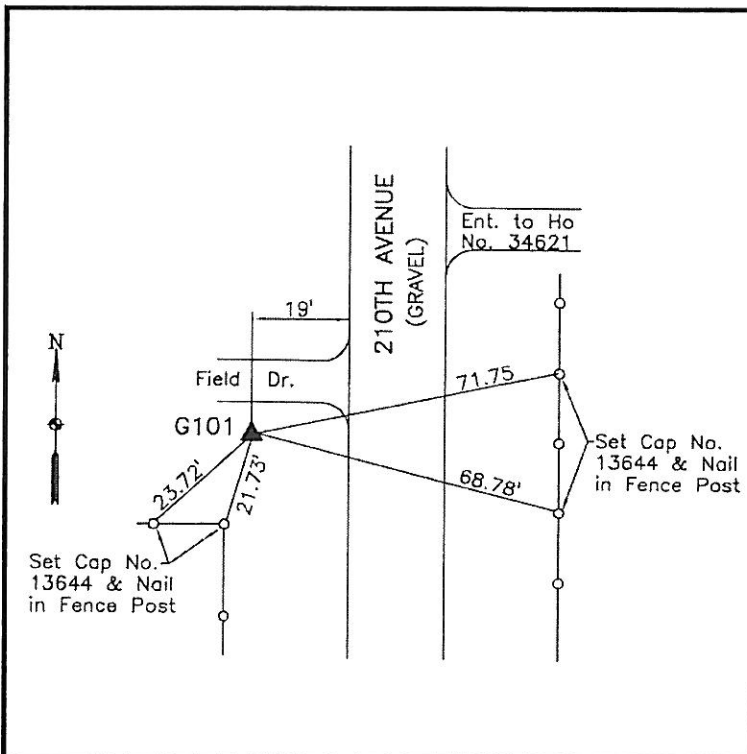 210TH AVENUE
(GRAVEL)
Ent. to Ho
No. 34621
19'
N
Field Dr.
71.75
G101
68.78'
23.72'
21.73'
Set Cap No.
13644 & Nail
in Fence Post
Set Cap No.
13644 & Nail
in Fence Post